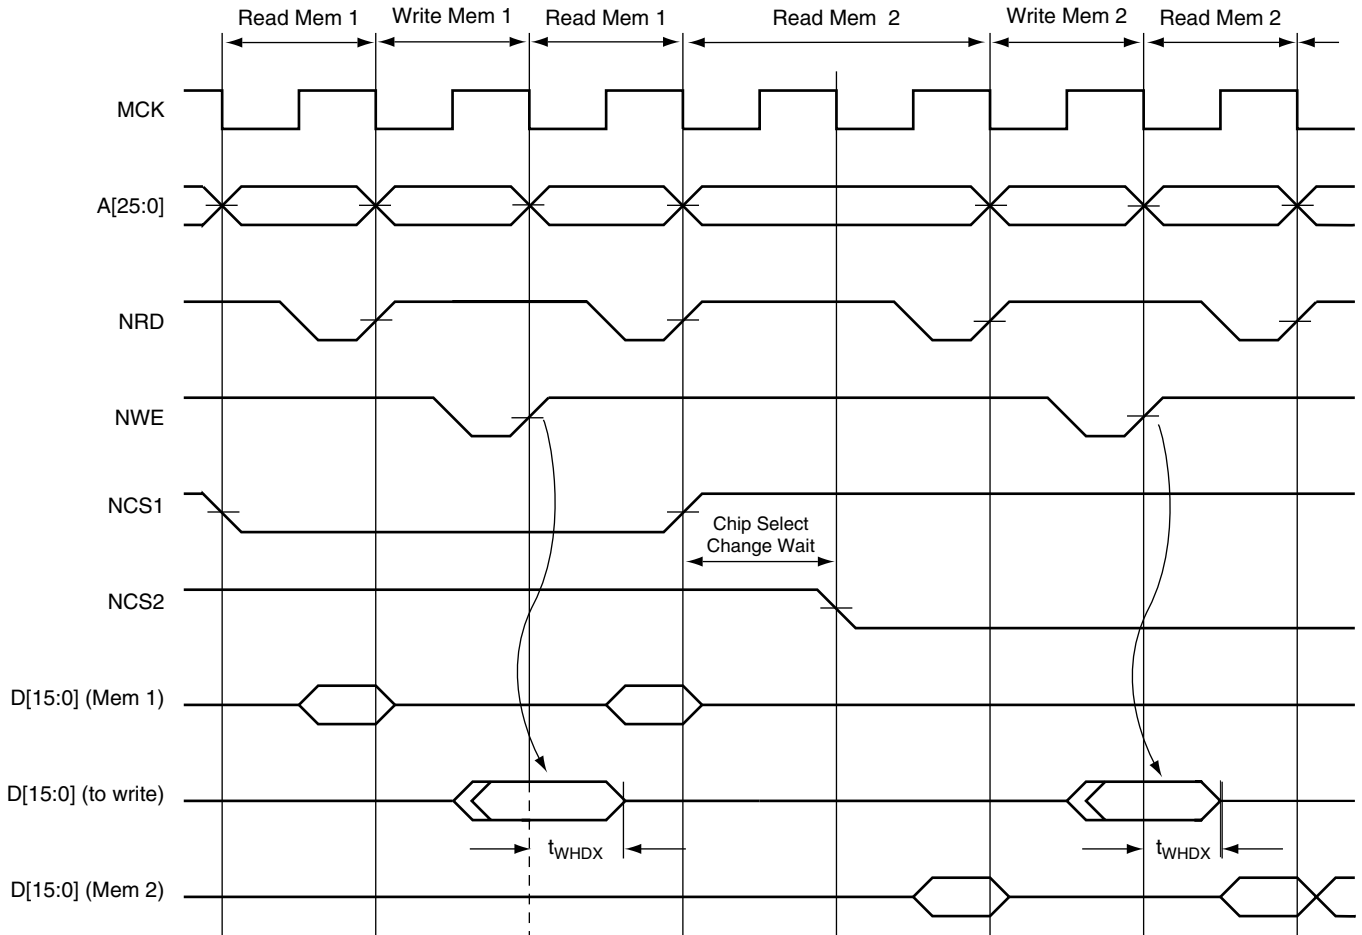 Read Mem 1 Write Mem 1 Read Mem 1 Read Mem 2 Write Mem 2 Read Mem 2
MCK
A[25:0]
NRD
NWE
NCS1
Chip Select
Change Wait
NCS2
D[15:0] (Mem 1)
D[15:0] (to write)
tWHDX tWHDX
D[15:0] (Mem 2)